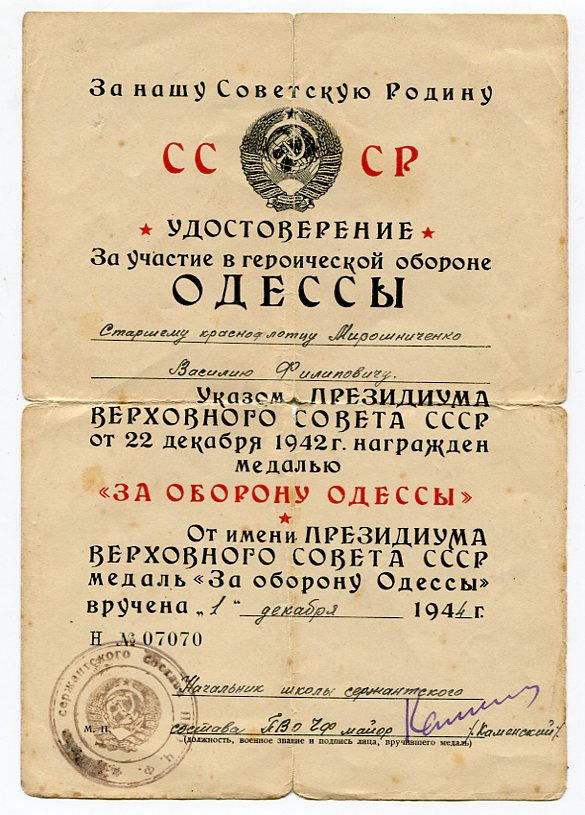 За нашу Советскую Родину
СС СР
УДОСТОВЕРЕНИЕ
За участие в героической обороне
ОДЕССЫ
Старшему краснофлотцу Мирошниченко
Василию Филиповичу.
Указом ПРЕЗИДИУМА
ВЕРХОВНОГО СОВЕТА СССР
от 22 декабря 1942 г. награжден
медалью
«ЗА ОБОРОНУ ОДЕССЫ»
От имени ПРЕЗИДИУМА
ВЕРХОВНОГО СОВЕТА СССР
медаль «За оборону Одессы»
вручена „1" декабря 1944 г.
Н № 07070
Начальник школы сержантского
М. П. состава ПВО ЧФ майор /Каменский/
(должность, военное звание и подпись лица, вручившего медаль)
сержантского состава
Ч. Ф.